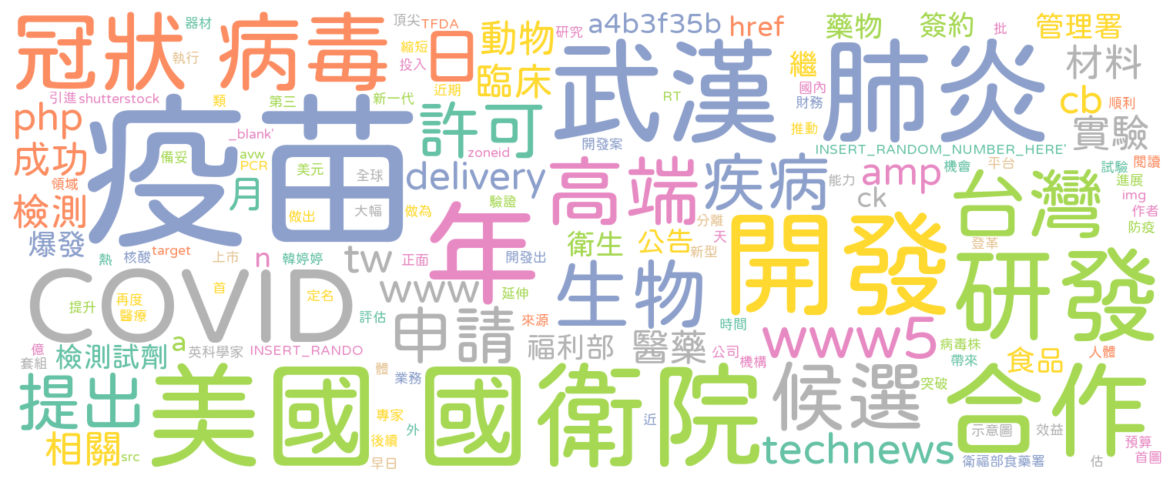 冠狀 病毒 器材 執行 頂尖 TFDA 縮短 投入 日 近期 動物 臨床 研究 a4b3f35b href 藥物 簽約 批 管理署
引進 shutterstock 類 第三 新一代 許可 武漢 肺炎 RT 繼 國內 財務 推動 cb 材料 順利 實驗
php 成功 領域 檢測 爆發 疫苗 _blank' 備妥 avw PCR 美元 全球 zoneid 開發案 INSERT_RANDOM_NUMBER_HERE' 機會 平台 試驗 閱讀 進展
月 做出 大幅 做為 delivery 驗證 高端 疾病 能力 amp ck 台灣 img 作者 防疫
熱 核酸 target 上市 n 韓婷婷 tw 正面 年 衛生 公告 分離 天 新型 開發出 開發 登革 研發
COVID 提升 再度 醫療 首 定名 評估 www 延伸 生物 來源 時間 www5 病毒株
億 套組 檢測試劑 a 英科學家 INSERT_RANDO 申請 福利部 醫藥 公司 機構 帶來 食品 人體
提出 相關 src 美國 國衛院 體 業務 專家 外 後續 早日 近 候選 突破 technews 合作 示意圖 效益 衛福部食藥署 估 預算 首圖